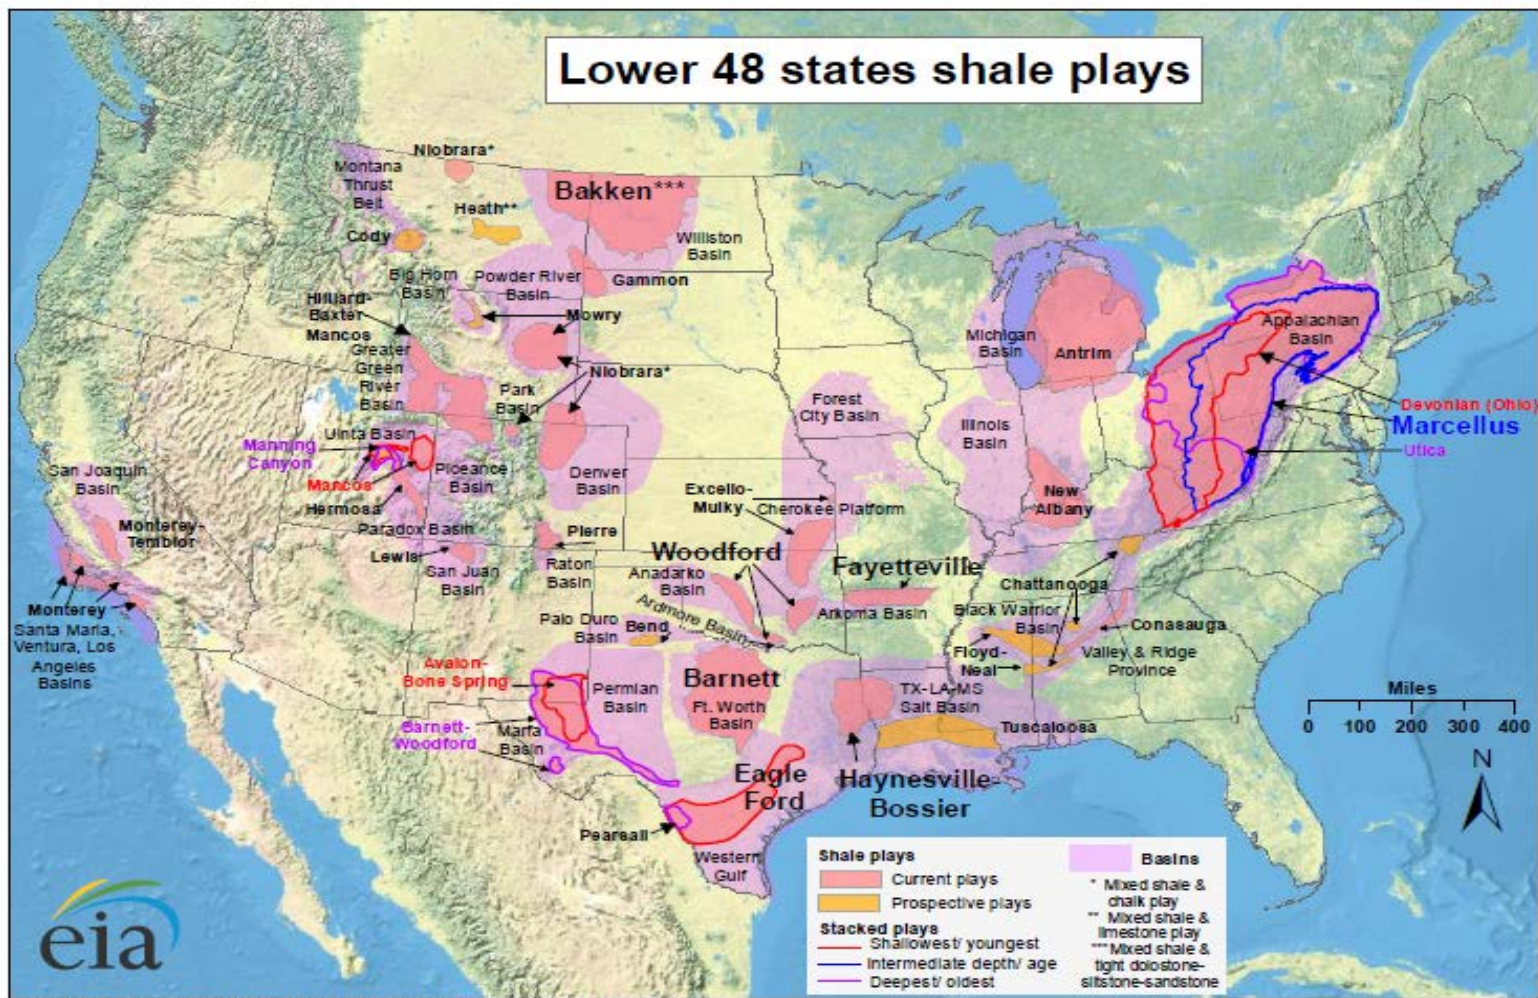 Lower 48 states shale plays
Niobrara*
Montana
Thrust
Belt
Bakken***
Heath**
Cody
Williston
Basin
Big Horn
Basin
Powder River
Basin
Gammon
Hilliard-
Baxter
Mancos
Mowry
Greater
Green
River
Basin
Niobrara*
Park
Basin
Michigan
Basin
Antrim
Appalachian
Basin
Devonian (Ohio)
Marcellus
Utica
Forest
City Basin
Illinois
Basin
Uinta Basin
Manning
Canyon
Mancos
Piceance
Basin
Denver
Basin
San Joaquin
Basin
Hermosa
Paradox Basin
Monterey-
Temblor
Lewis
San Juan
Basin
Pierre
Raton
Basin
Excello-
Mulky
Cherokee Platform
New
Albany
Woodford
Anadarko
Basin
Fayetteville
Arkoma Basin
Chattanooga
Monterey
Santa Maria,
Ventura, Los
Angeles
Basins
Palo Duro
Basin
Bend
Ardmore Basin
Black Warrior
Basin
Conasauga
Floyd-
Neal
Valley & Ridge
Province
Avalon-
Bone Spring
Permian
Basin
Barnett
Ft. Worth
Basin
TX-LA-MS
Salt Basin
Tuscaloosa
Barnett-
Woodford
Marfa
Basin
Eagle
Ford
Haynesville-
Bossier
Pearsall
Western
Gulf
Miles
0 100 200 300 400
N
Shale plays
Current plays
Prospective plays
Stacked plays
Shallowest/ youngest
Intermediate depth/ age
Deepest/ oldest
Basins
* Mixed shale &
chalk play
** Mixed shale &
limestone play
***Mixed shale &
tight dolostone-
siltstone-sandstone
eia